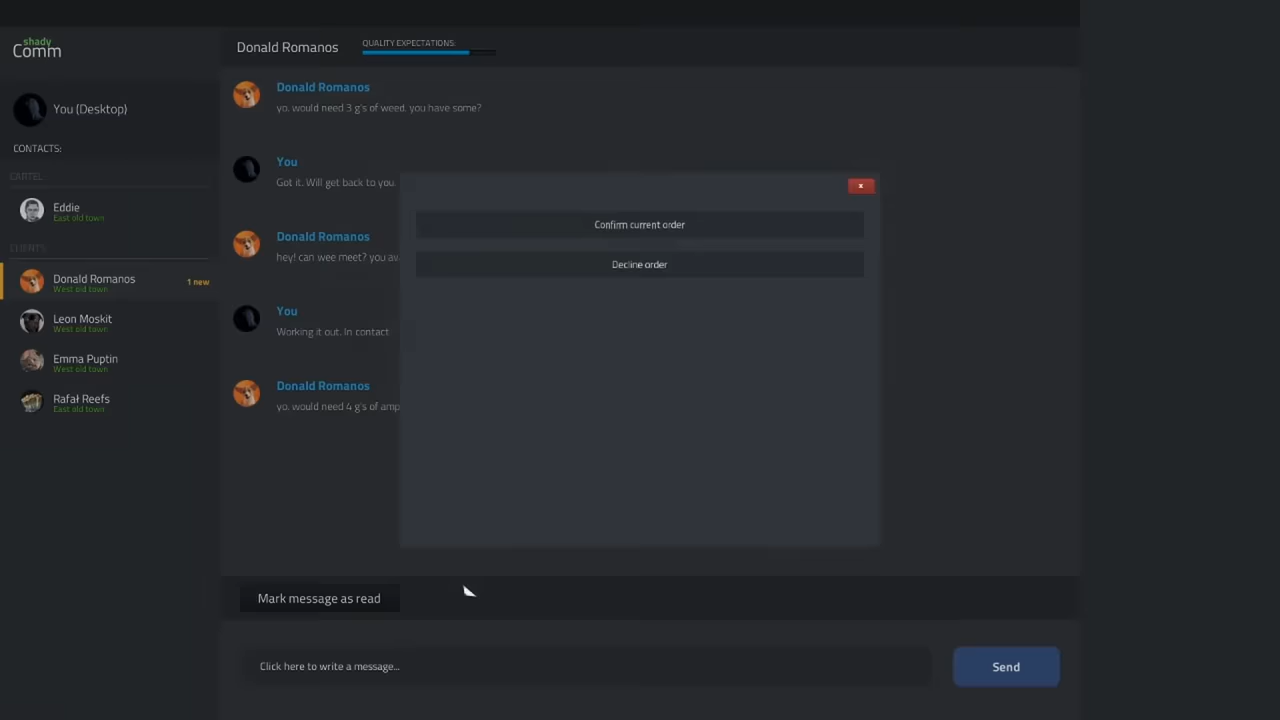 shady
Comm
Donald Romanos
QUALITY EXPECTATIONS:
You (Desktop)
CONTACTS:
CARTEL
Eddie
East old town
CLIENTS
Donald Romanos
West old town
1 new
Leon Moskit
West old town
Emma Puptin
West old town
Rafał Reefs
East old town
Donald Romanos
yo. would need 3 g's of weed. you have some?
You
Got it. Will get back to you.
Donald Romanos
hey! can wee meet? you av
You
Working it out. In contact
Donald Romanos
yo. would need 4 g's of amp
x
Confirm current order
Decline order
Mark message as read
Click here to write a message...
Send